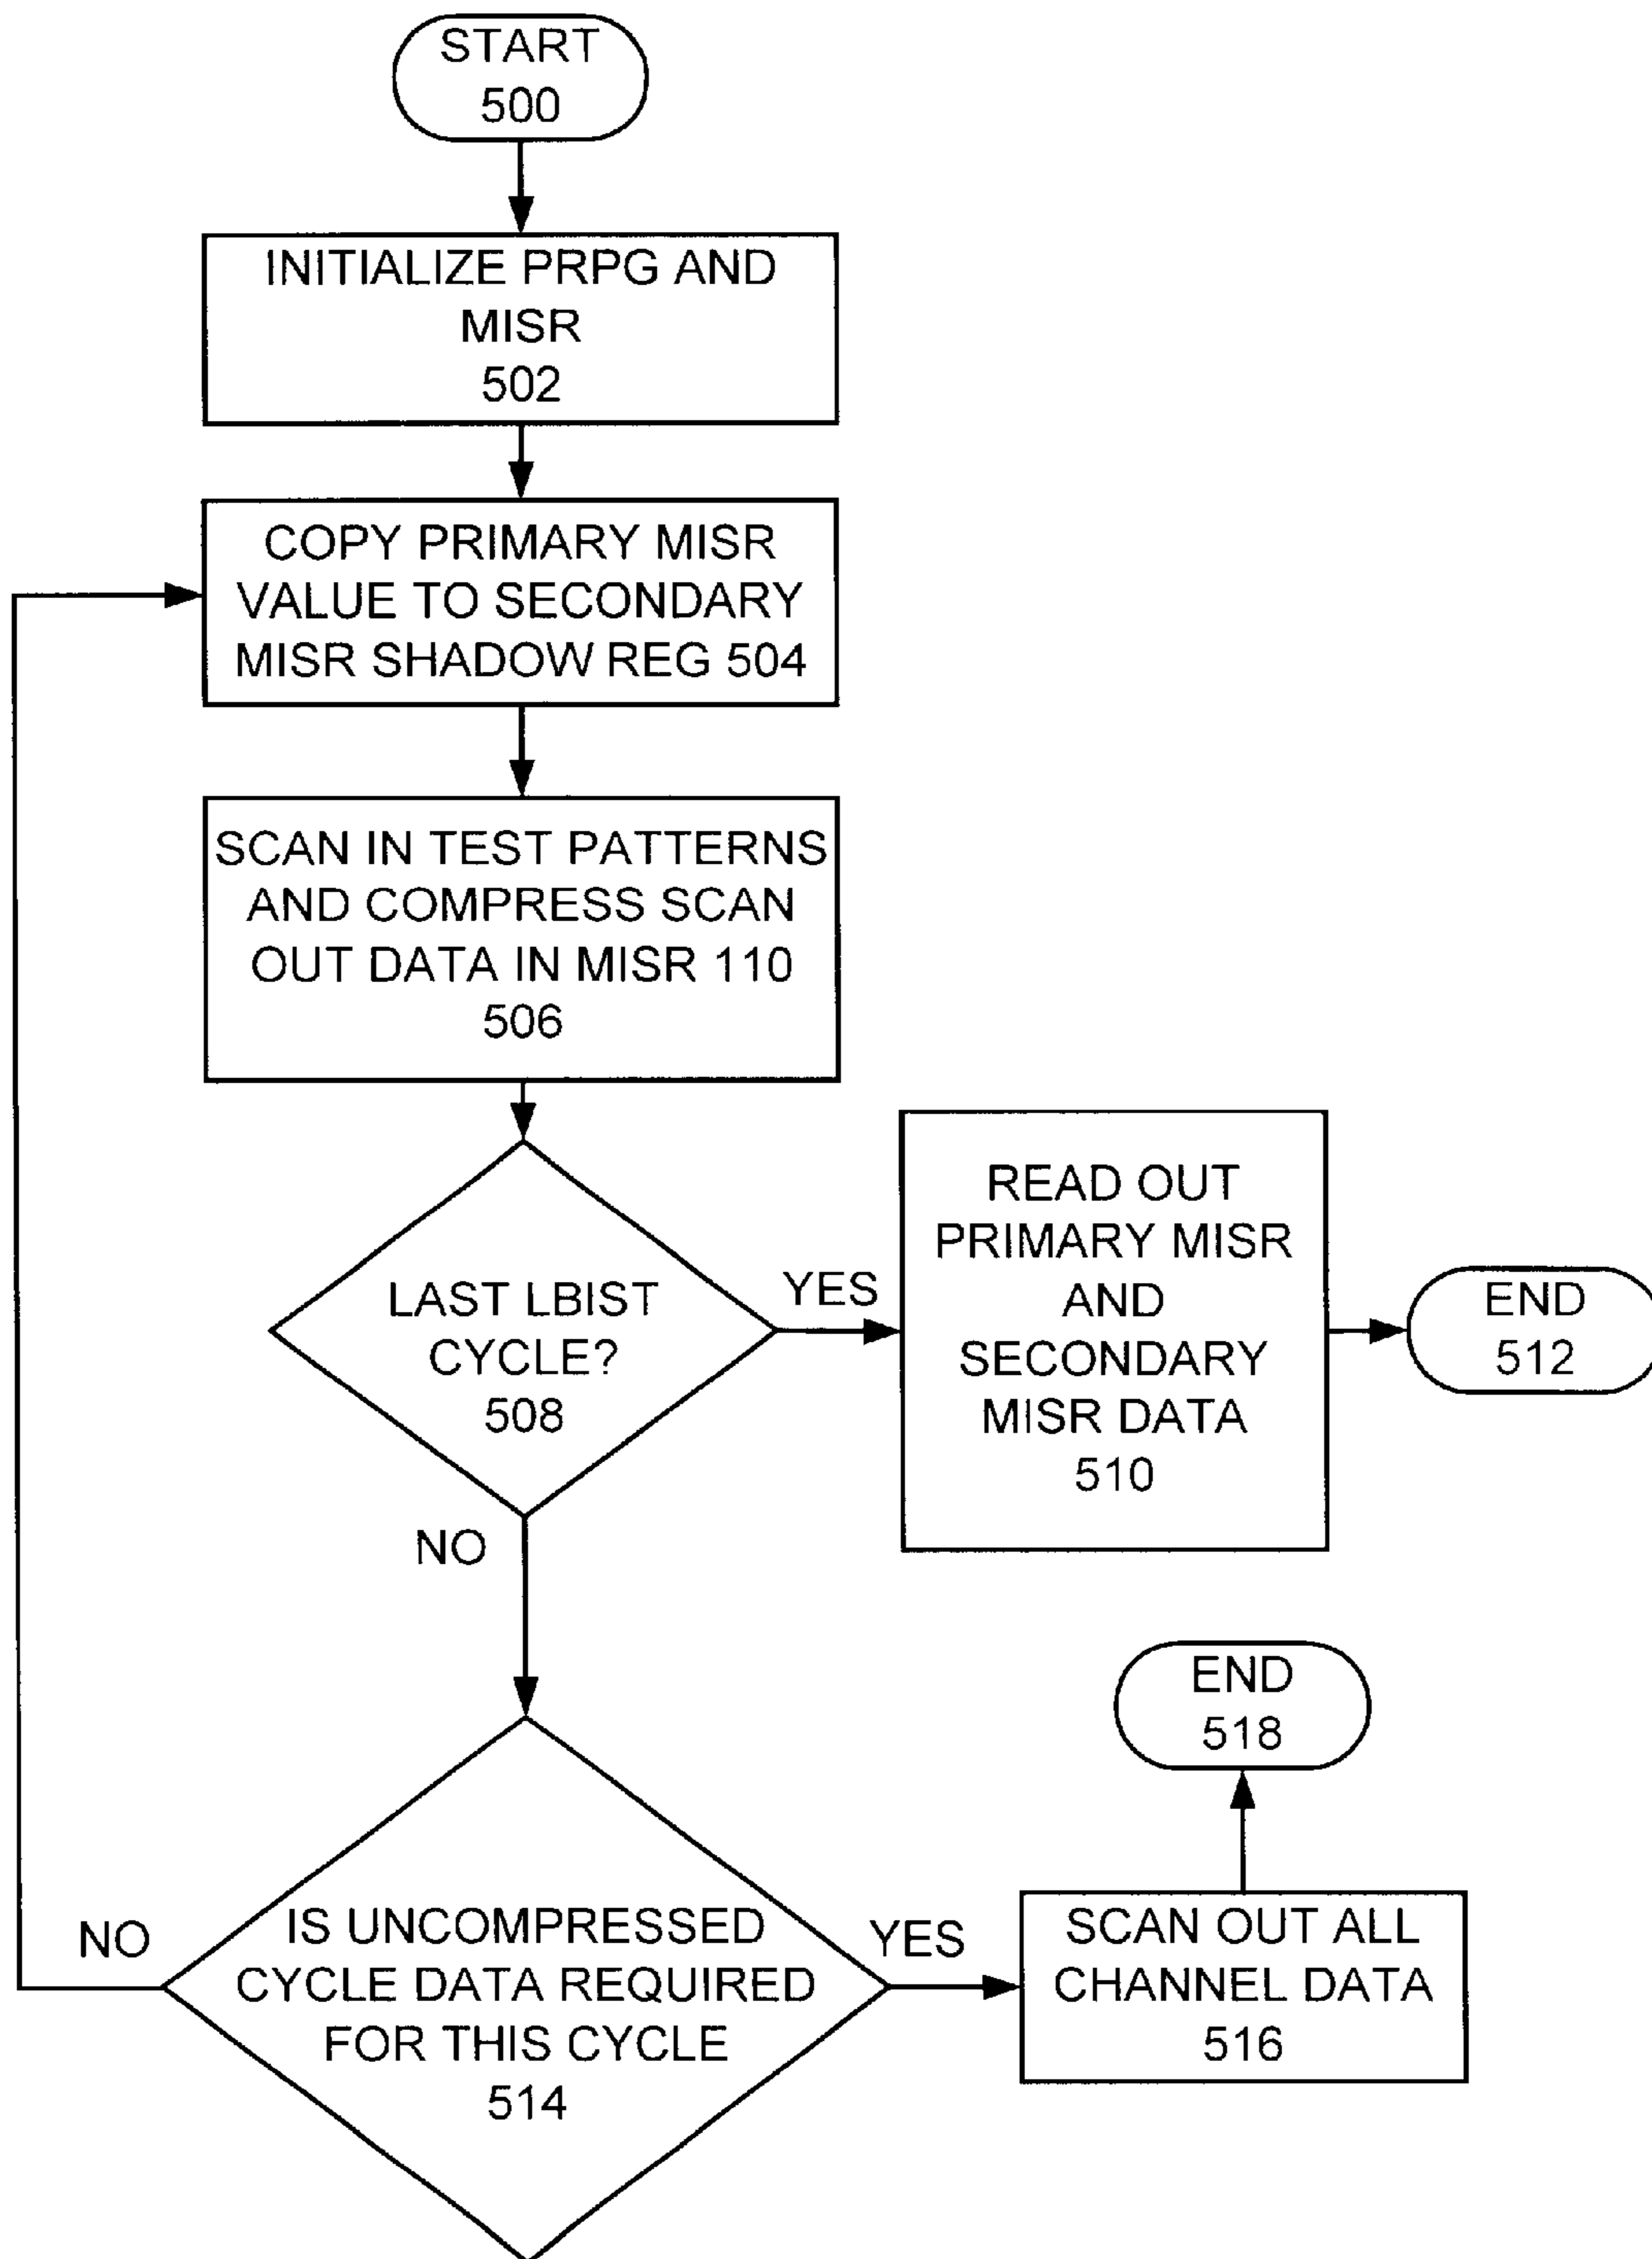 START
500
INITIALIZE PRPG AND
MISR
502
COPY PRIMARY MISR
VALUE TO SECONDARY
MISR SHADOW REG 504
SCAN IN TEST PATTERNS
AND COMPRESS SCAN
OUT DATA IN MISR 110
506
LAST LBIST
CYCLE?
508
YES
READ OUT
PRIMARY MISR
AND
SECONDARY
MISR DATA
510
END
512
NO
IS UNCOMPRESSED
CYCLE DATA REQUIRED
FOR THIS CYCLE
514
NO
YES
SCAN OUT ALL
CHANNEL DATA
516
END
518